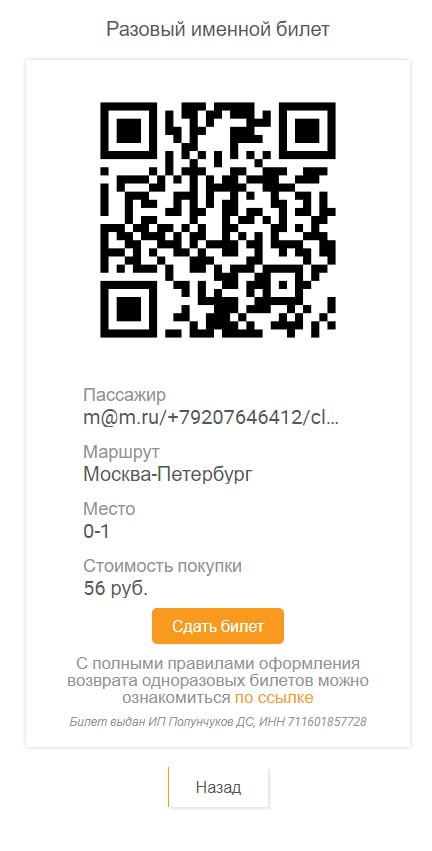 Разовый именной билет
Пассажир
m@m.ru/+79207646412/cl...
Маршрут
Москва-Петербург
Место
0-1
Стоимость покупки
56 руб.
Сдать билет
С полными правилами оформления
возврата одноразовых билетов можно
ознакомиться по ссылке
Билет выдан ИП Полунчуков ДС, ИНН 711601857728
Назад